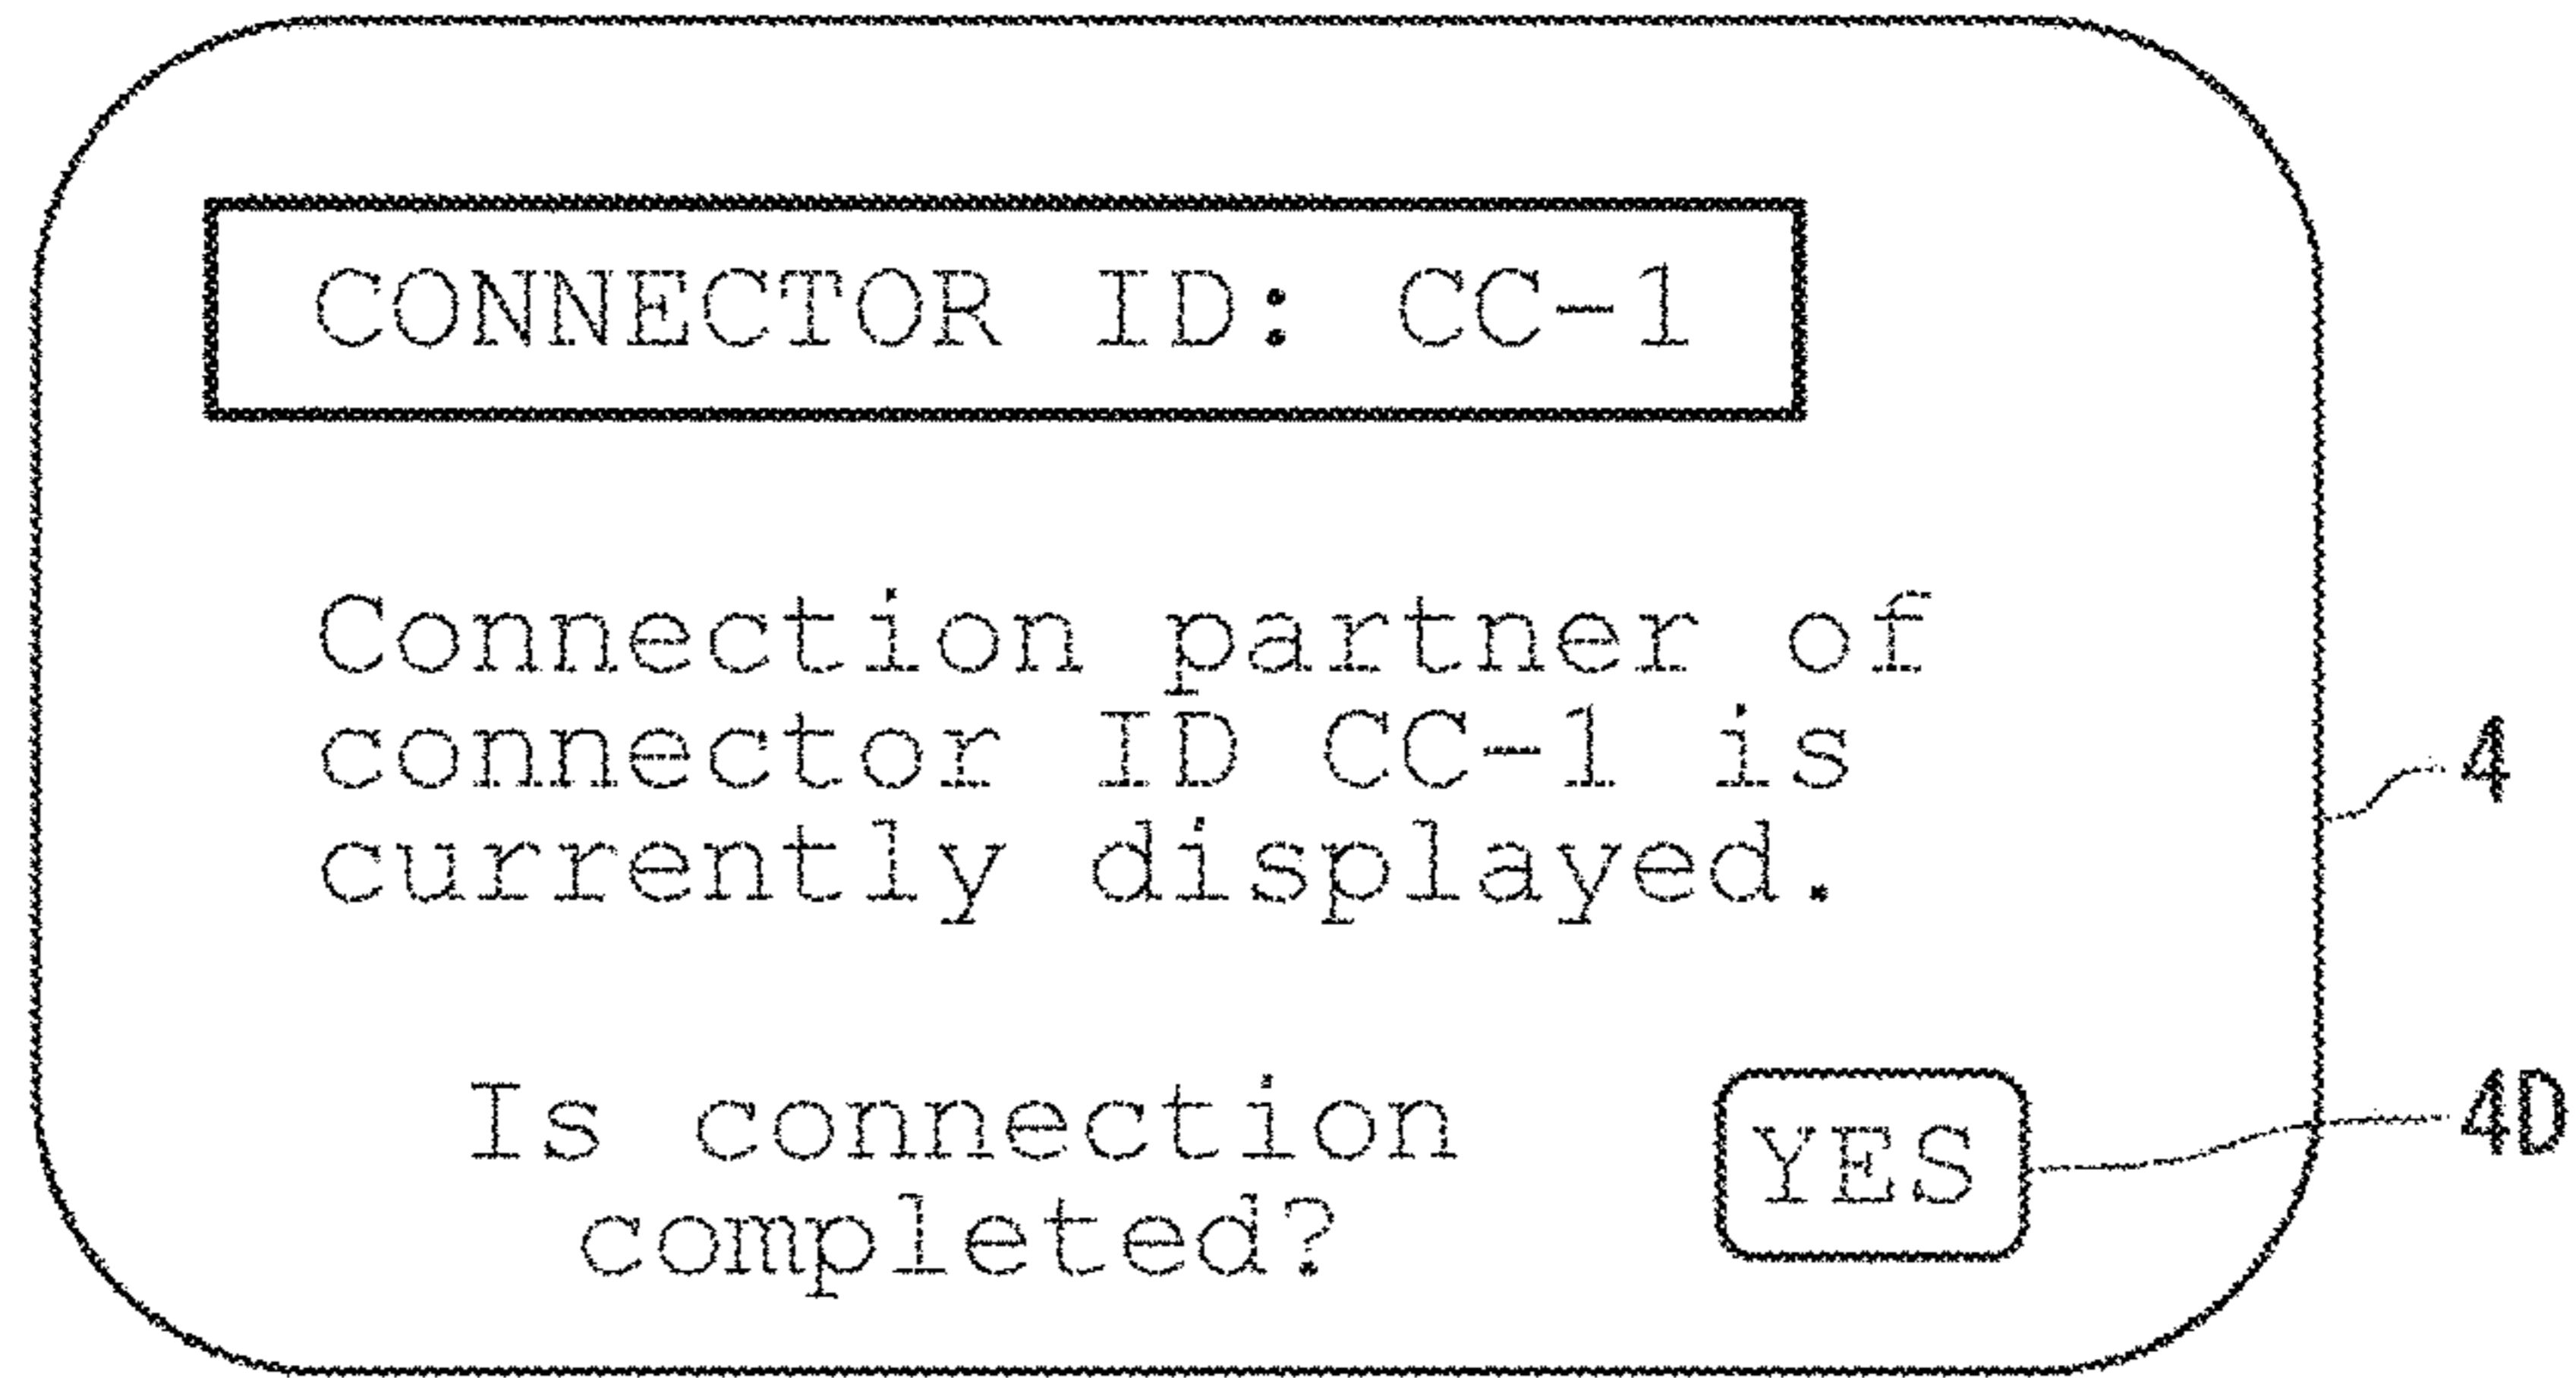 CONNECTOR ID: CC-1
Connection partner of
connector ID CC-1 is
currently displayed.
4
Is connection
completed?
YES
4D